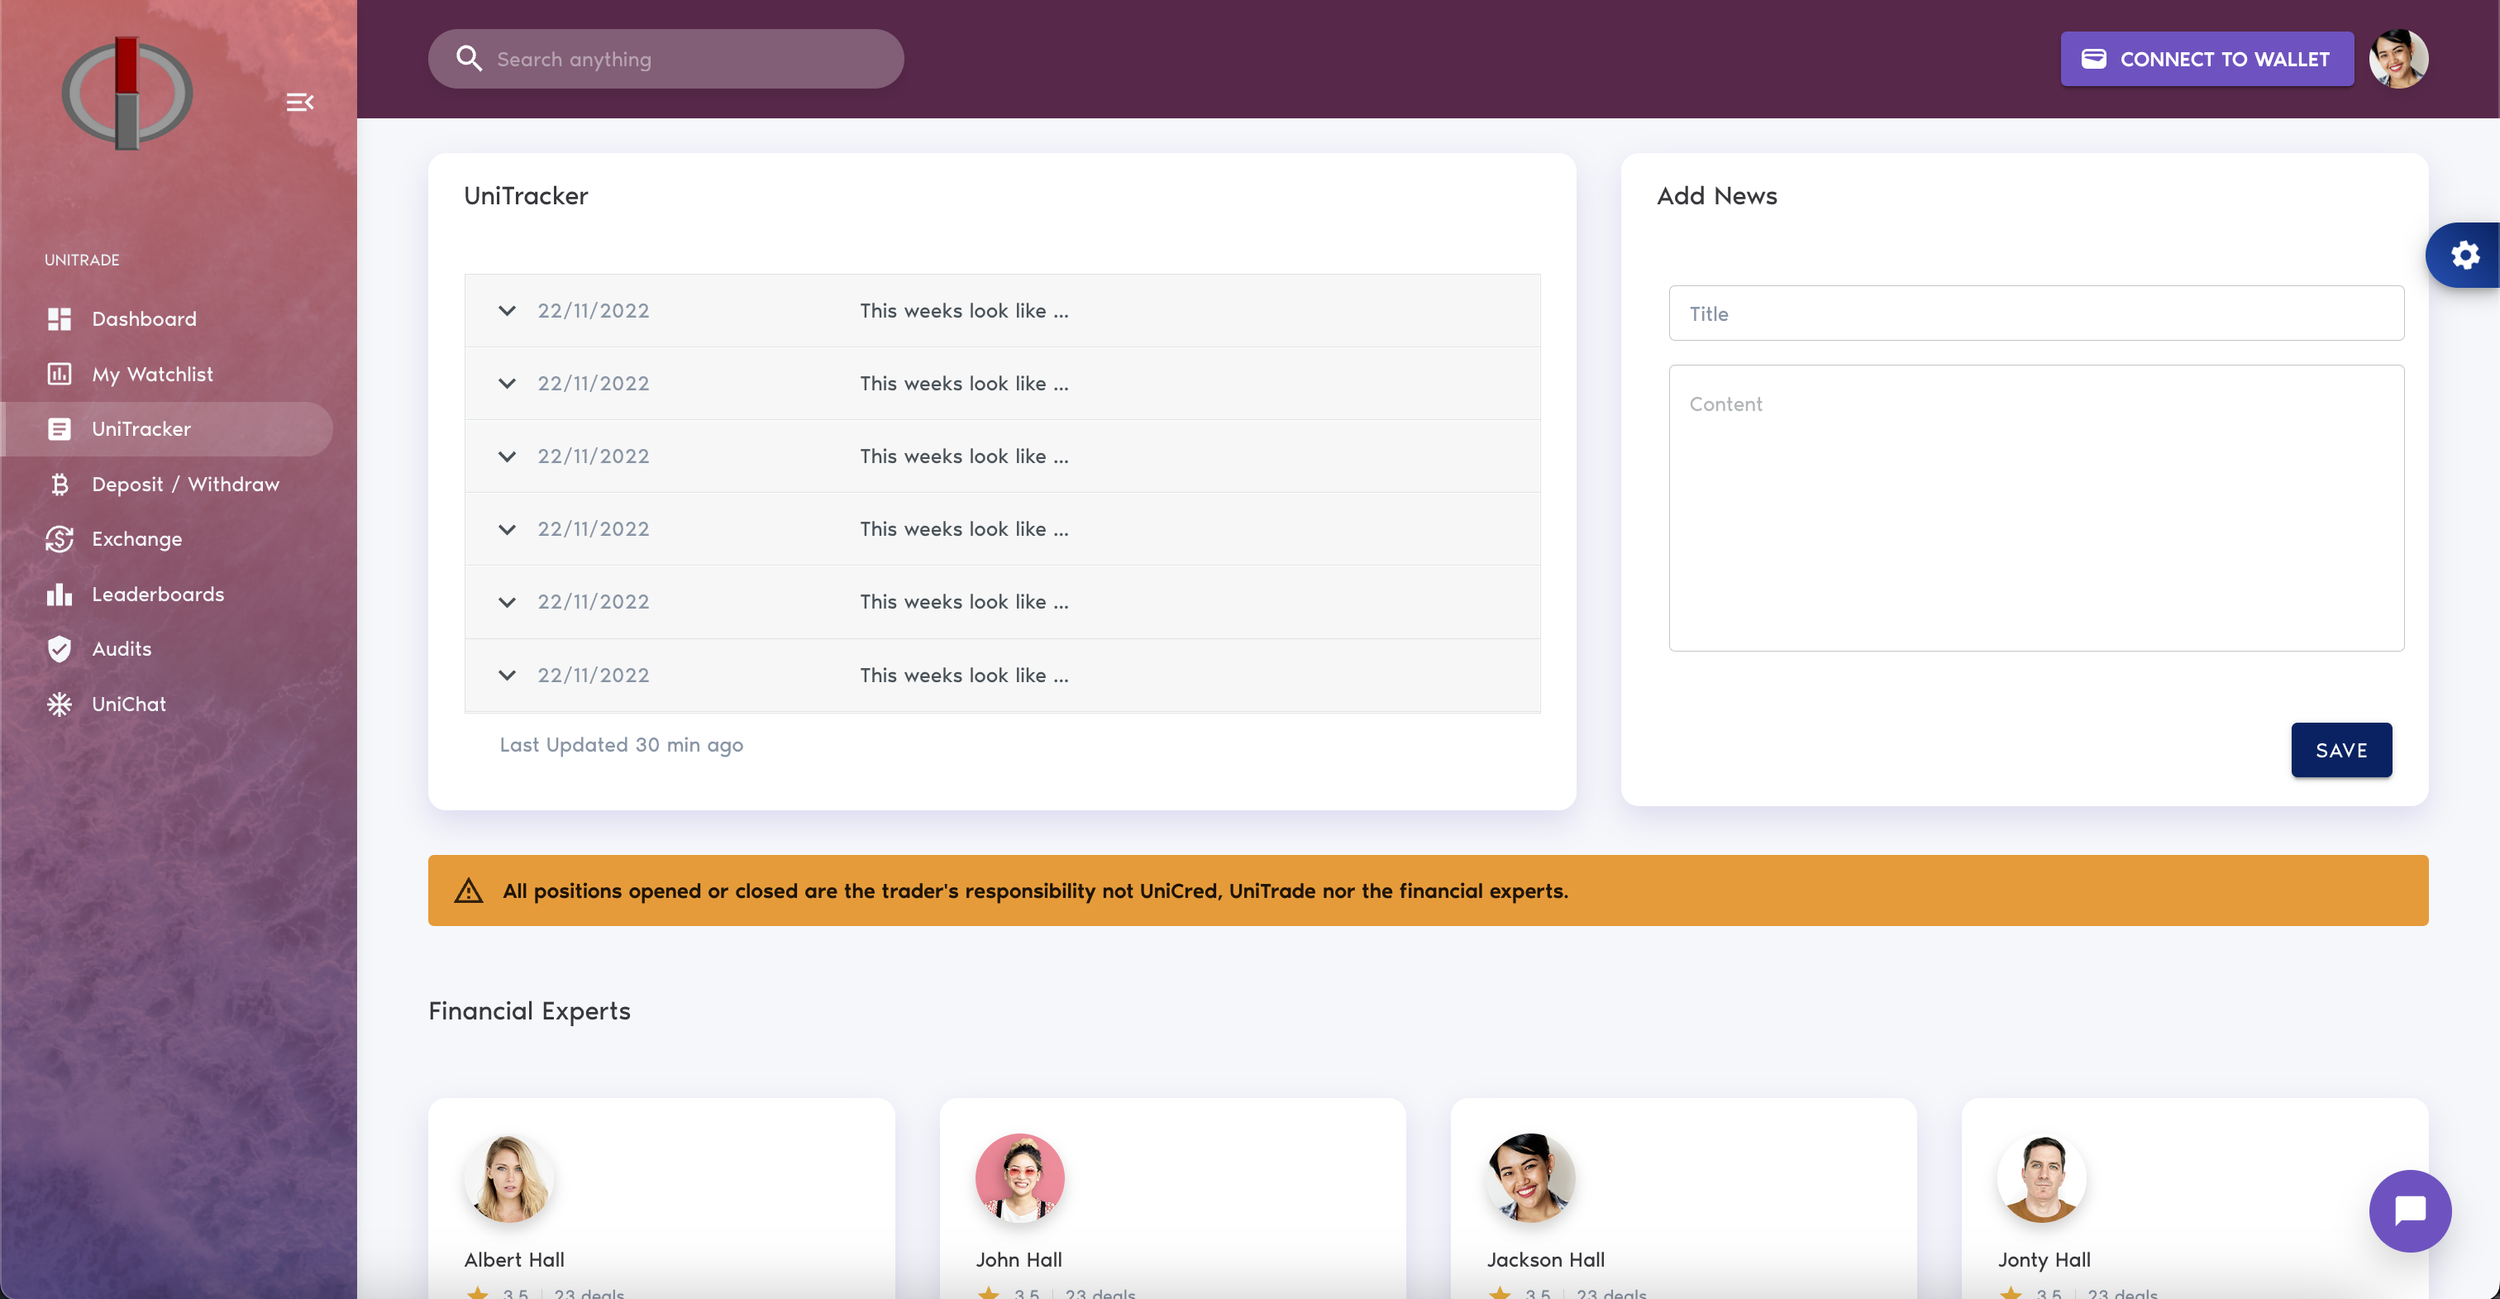 Search anything
CONNECT TO WALLET
UNITRADE
Dashboard
My Watchlist
UniTracker
Deposit / Withdraw
Exchange
Leaderboards
Audits
UniChat
UniTracker
22/11/2022 This weeks look like ...
22/11/2022 This weeks look like ...
22/11/2022 This weeks look like ...
22/11/2022 This weeks look like ...
22/11/2022 This weeks look like ...
22/11/2022 This weeks look like ...
Last Updated 30 min ago
Add News
Title
Content
SAVE
All positions opened or closed are the trader's responsibility not UniCred, UniTrade nor the financial experts.
Financial Experts
Albert Hall
3.5 | 23 deals
John Hall
3.5 | 23 deals
Jackson Hall
3.5 | 23 deals
Jonty Hall
3.5 | 23 deals